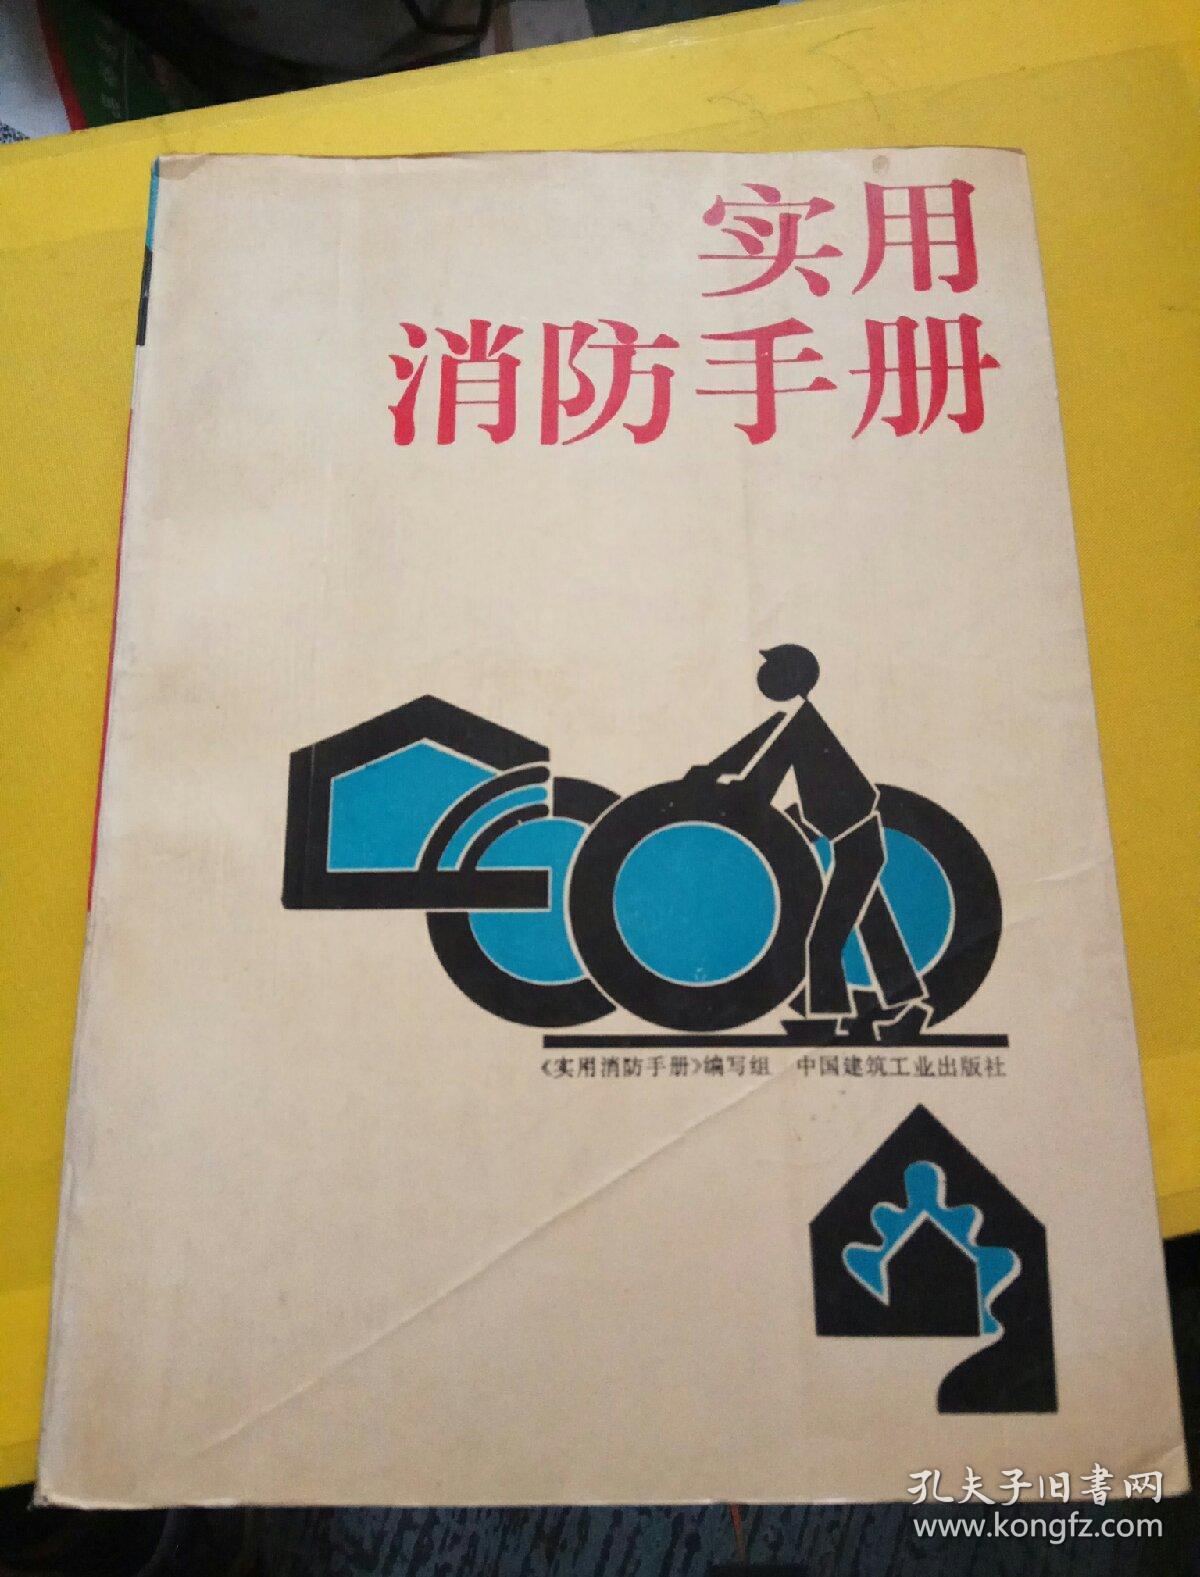 实用
消防手册
《实用消防手册》编写组 中国建筑工业出版社
孔夫子旧書网
www.kongfz.com